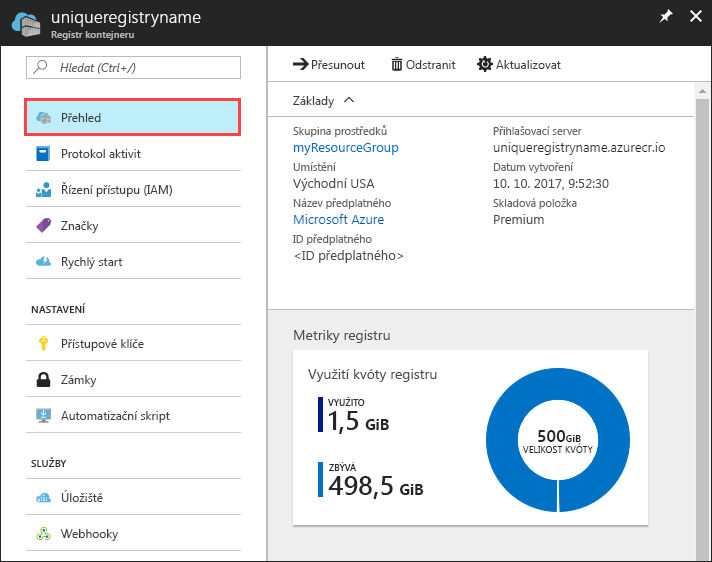 uniqueregistryname
Registr kontejneru
Hledat (Ctrl+/)
Přehled
Protokol aktivit
Řízení přístupu (IAM)
Značky
Rychlý start
NASTAVENÍ
Přístupové klíče
Zámky
Automatizační skript
SLUŽBY
Úložiště
Webhooky
Přesunout Odstranit Aktualizovat
Základy
Skupina prostředků
myResourceGroup
Umístění
Východní USA
Název předplatného
Microsoft Azure
ID předplatného
<ID předplatného>
Přihlašovací server
uniqueregistryname.azurecr.io
Datum vytvoření
10. 10. 2017, 9:52:30
Skladová položka
Premium
Metriky registru
Využití kvóty registru
VYUŽITO
1,5 GiB
ZBÝVÁ
498,5 GiB
500GiB
VELIKOST KVÓTY